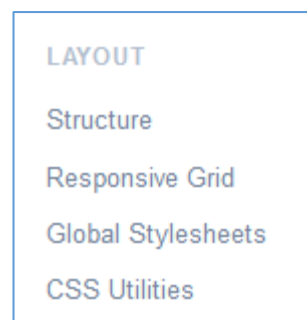 LAYOUT
Structure
Responsive Grid
Global Stylesheets
CSS Utilities